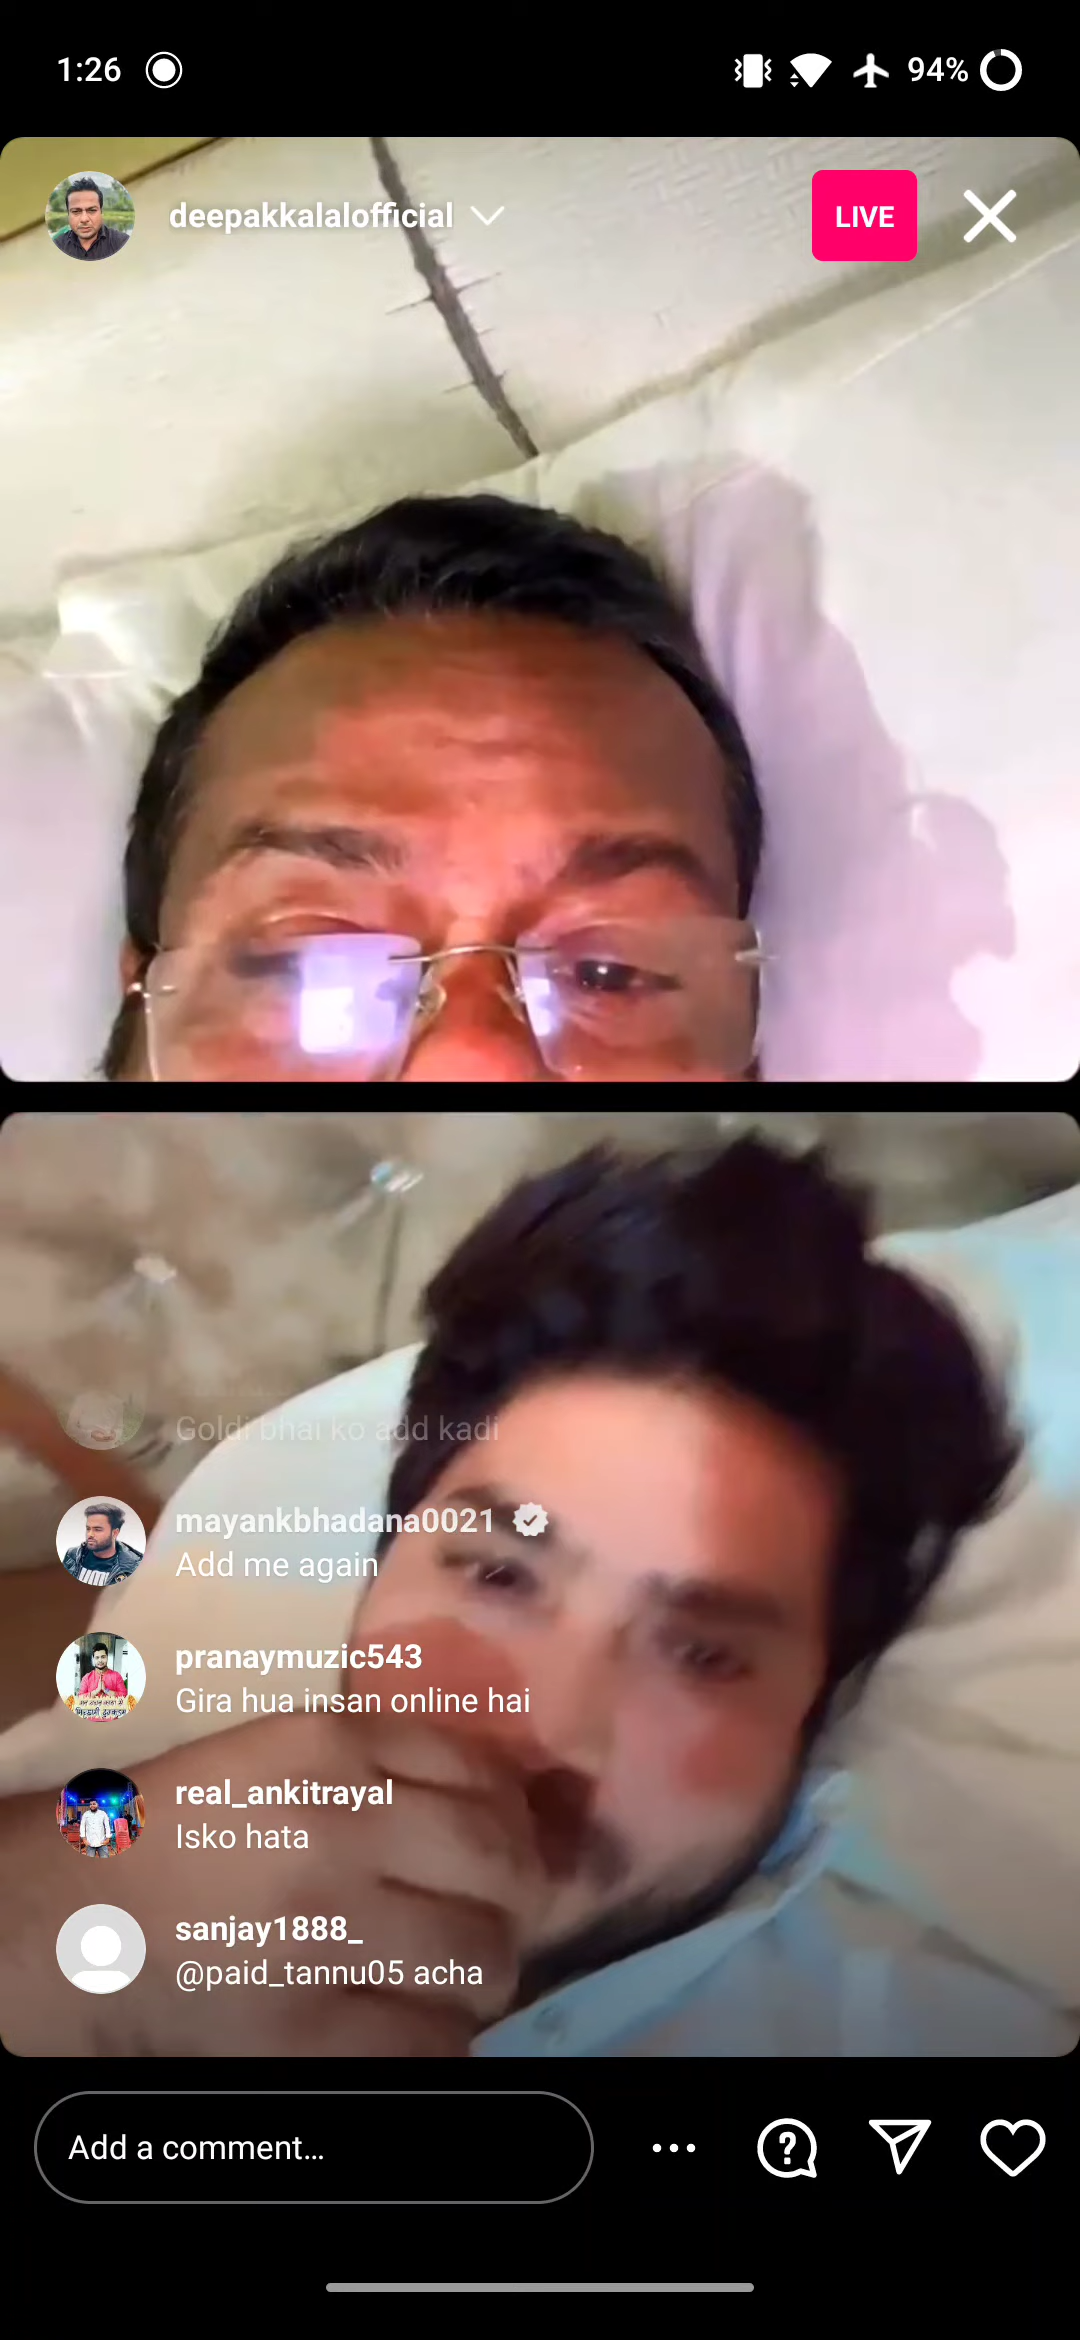 1:26
94%
deepakkalalofficial
LIVE
Goldi bhai ko add kadi
mayankbhadana0021
Add me again
pranaymuzic543
Gira hua insan online hai
real_ankitrayal
Isko hata
sanjay1888_
@paid_tannu05 acha
Add a comment...